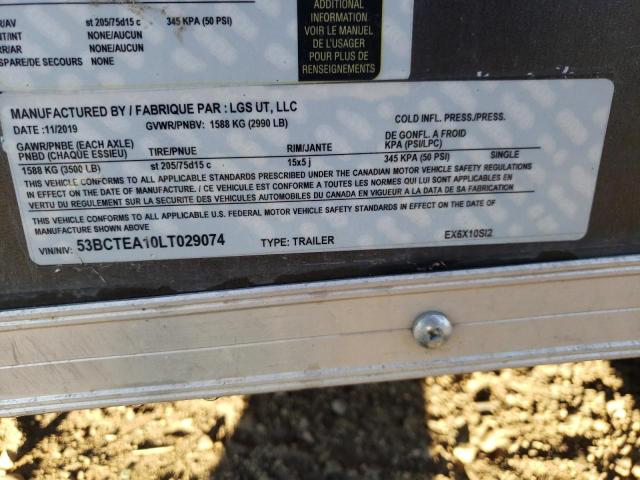 ADDITIONAL
INFORMATION
VOIR LE MANUEL
DE L'USAGER
POUR PLUS DE
RENSEIGNEMENTS
R/AV st 205/75d15 c 345 KPA (50 PSI)
NT/INT NONE/AUCUN
RR/AR NONE/AUCUN
SPARE/DE SECOURS NONE
MANUFACTURED BY / FABRIQUE PAR : LGS UT, LLC
DATE: 11/2019 GVWR/PNBV: 1588 KG (2990 LB)
COLD INFL. PRESS./PRESS.
DE GONFL. A FROID
KPA (PSI/LPC)
GAWR/PNBE (EACH AXLE) TIRE/PNUE RIM/JANTE
PNBD (CHAQUE ESSIEU)
1588 KG (3500 LB) st 205/75d15 c 15x5 j 345 KPA (50 PSI) SINGLE
THIS VEHICLE CONFORMS TO ALL APPLICABLE STANDARDS PRESCRIBED UNDER THE CANADIAN MOTOR VEHICLE SAFETY REGULATIONS
IN EFFECT ON THE DATE OF MANUFACTURE / CE VEHICULE EST CONFORME A TOUTES LES NORMES QUI LUI SONT APPLICABLES EN
VERTU DU REGLEMENT SUR LA SECURITE DES VEHICULES AUTOMOBILES DU CANADA EN VIGUEUR A LA DATE DE SA FABRICATION
THIS VEHICLE CONFORMS TO ALL APPLICABLE U.S. FEDERAL MOTOR VEHICLE SAFETY STANDARDS IN EFFECT ON THE DATE OF
MANUFACTURE SHOWN ABOVE
VIN/NIV: 53BCTEA10LT029074 TYPE: TRAILER EX6X10SI2